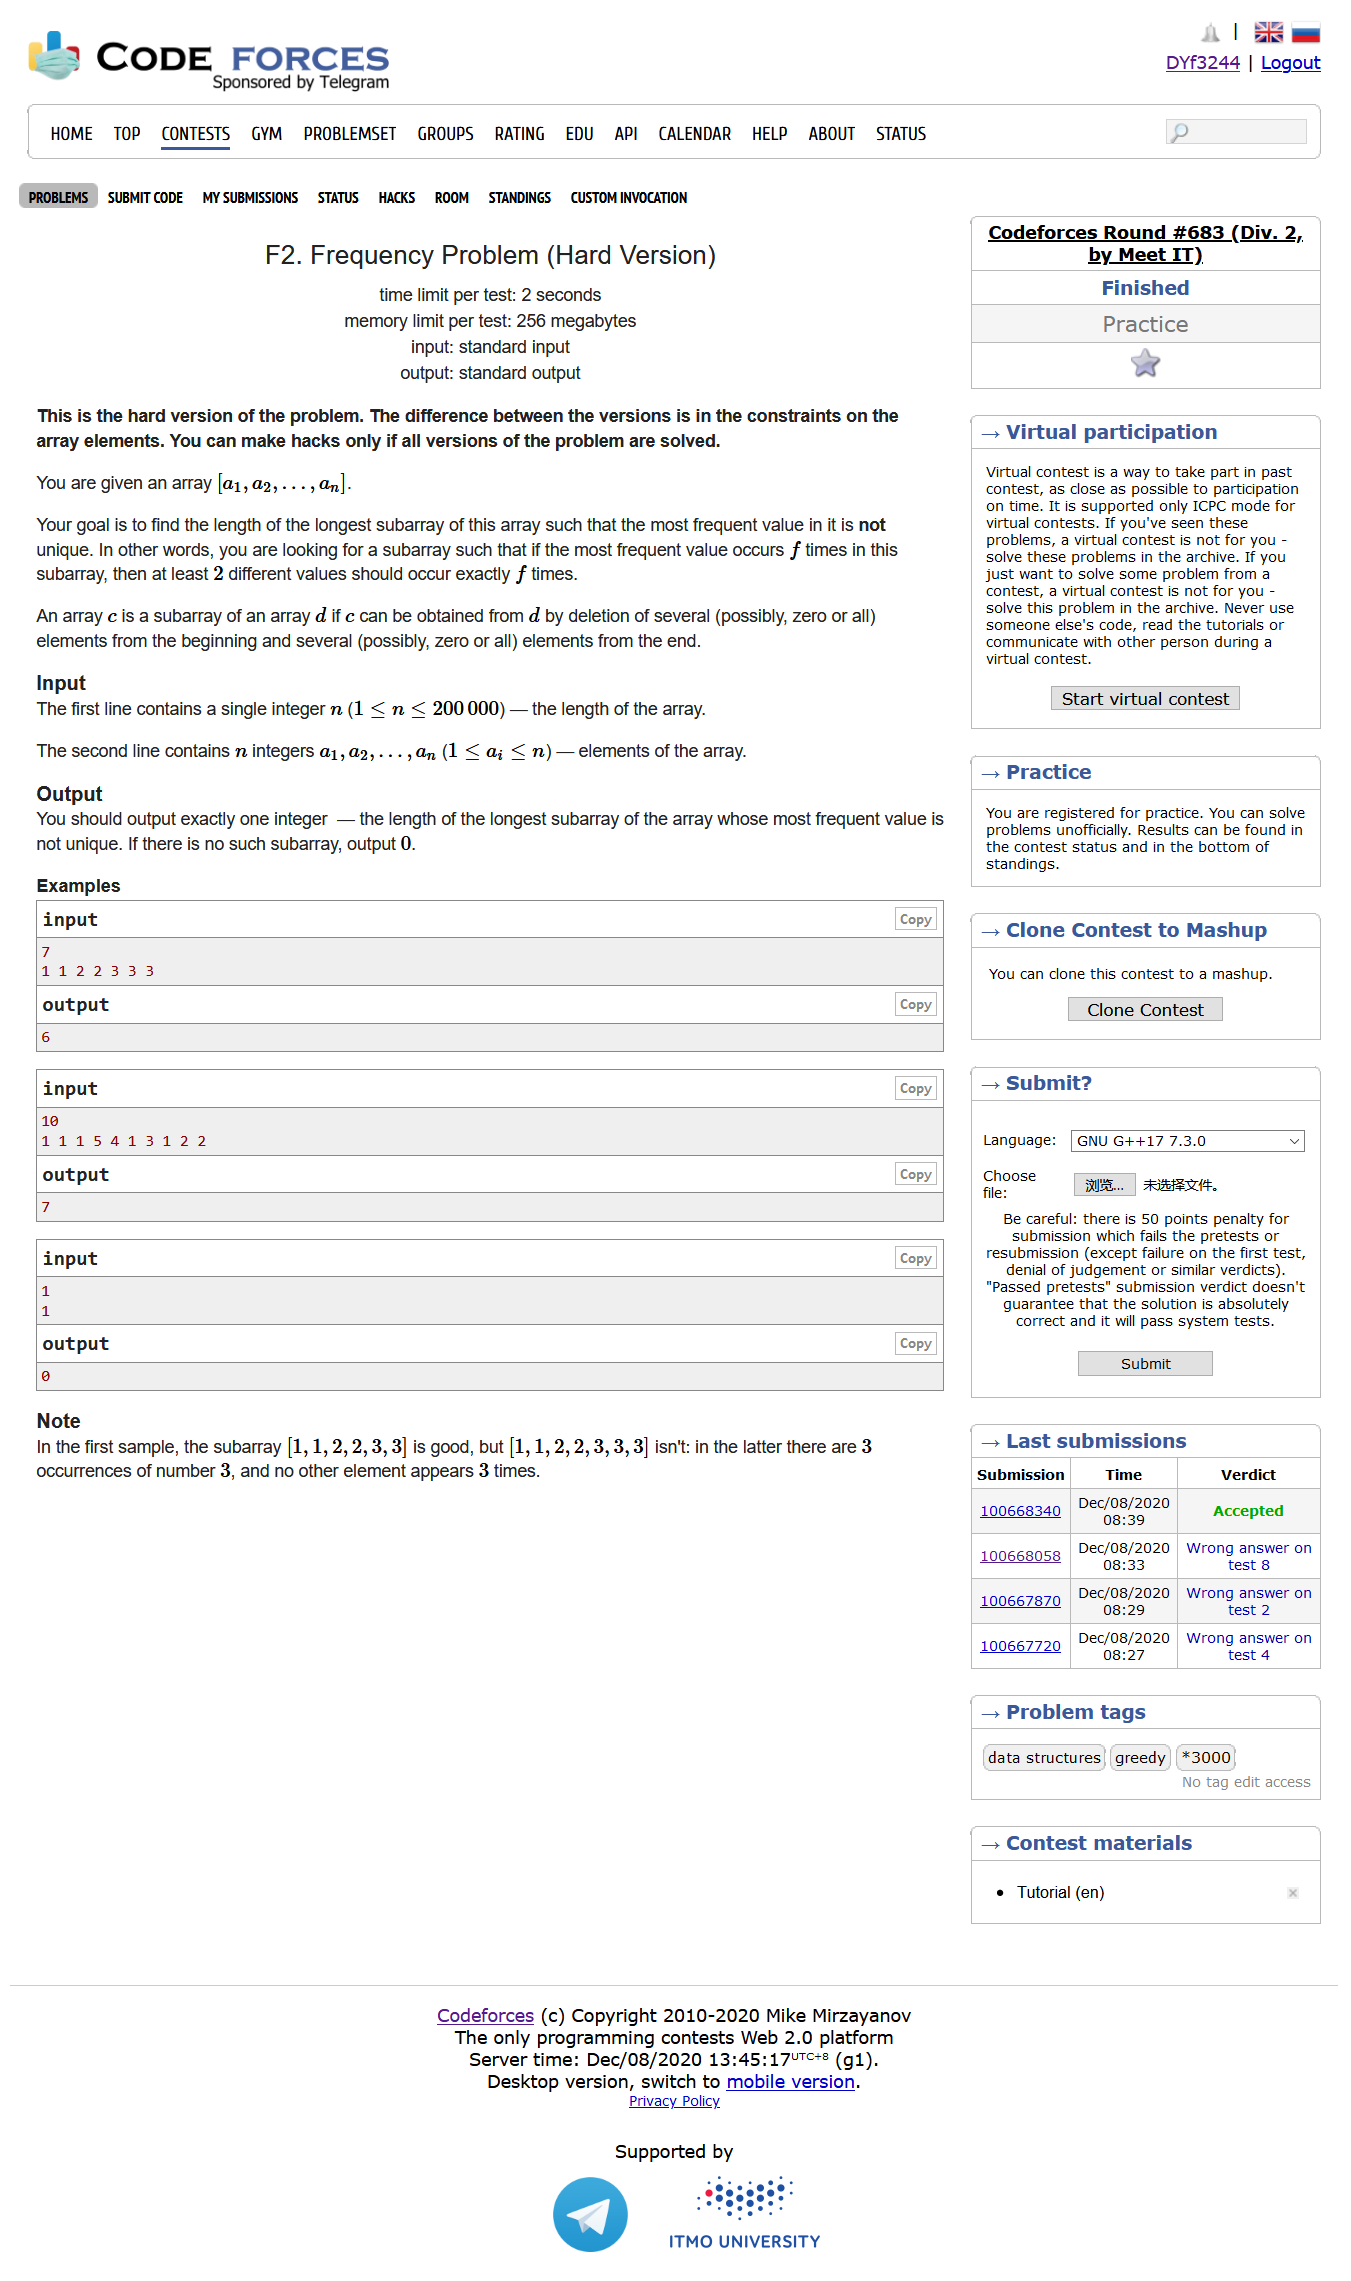 CODE FORCES
Sponsored by Telegram
|
DYf3244 | Logout
HOME TOP CONTESTS GYM PROBLEMSET GROUPS RATING EDU API CALENDAR HELP ABOUT STATUS
PROBLEMS SUBMIT CODE MY SUBMISSIONS STATUS HACKS ROOM STANDINGS CUSTOM INVOCATION
F2. Frequency Problem (Hard Version)
time limit per test: 2 seconds
memory limit per test: 256 megabytes
input: standard input
output: standard output
This is the hard version of the problem. The difference between the versions is in the constraints on the
array elements. You can make hacks only if all versions of the problem are solved.
You are given an array [a₁, a₂, …, aₙ].
Your goal is to find the length of the longest subarray of this array such that the most frequent value in it is not
unique. In other words, you are looking for a subarray such that if the most frequent value occurs f times in this
subarray, then at least 2 different values should occur exactly f times.
An array c is a subarray of an array d if c can be obtained from d by deletion of several (possibly, zero or all)
elements from the beginning and several (possibly, zero or all) elements from the end.
Input
The first line contains a single integer n (1 ≤ n ≤ 200 000) — the length of the array.
The second line contains n integers a₁, a₂, …, aₙ (1 ≤ aᵢ ≤ n) — elements of the array.
Output
You should output exactly one integer — the length of the longest subarray of the array whose most frequent value is
not unique. If there is no such subarray, output 0.
Examples
input Copy
7
1 1 2 2 3 3 3
output Copy
6
input Copy
10
1 1 1 5 4 1 3 1 2 2
output Copy
7
input Copy
1
1
output Copy
0
Note
In the first sample, the subarray [1, 1, 2, 2, 3, 3] is good, but [1, 1, 2, 2, 3, 3, 3] isn't: in the latter there are 3
occurrences of number 3, and no other element appears 3 times.
Codeforces Round #683 (Div. 2,
by Meet IT)
Finished
Practice
→ Virtual participation
Virtual contest is a way to take part in past
contest, as close as possible to participation
on time. It is supported only ICPC mode for
virtual contests. If you've seen these
problems, a virtual contest is not for you -
solve these problems in the archive. If you
just want to solve some problem from a
contest, a virtual contest is not for you -
solve this problem in the archive. Never use
someone else's code, read the tutorials or
communicate with other person during a
virtual contest.
Start virtual contest
→ Practice
You are registered for practice. You can solve
problems unofficially. Results can be found in
the contest status and in the bottom of
standings.
→ Clone Contest to Mashup
You can clone this contest to a mashup.
Clone Contest
→ Submit?
Language: GNU G++17 7.3.0
Choose
file: 浏览... 未选择文件。
Be careful: there is 50 points penalty for
submission which fails the pretests or
resubmission (except failure on the first test,
denial of judgement or similar verdicts).
"Passed pretests" submission verdict doesn't
guarantee that the solution is absolutely
correct and it will pass system tests.
Submit
→ Last submissions
Submission Time Verdict
100668340 Dec/08/2020 08:39 Accepted
100668058 Dec/08/2020 08:33 Wrong answer on test 8
100667870 Dec/08/2020 08:29 Wrong answer on test 2
100667720 Dec/08/2020 08:27 Wrong answer on test 4
→ Problem tags
data structures greedy *3000
No tag edit access
→ Contest materials
• Tutorial (en) ×
Codeforces (c) Copyright 2010-2020 Mike Mirzayanov
The only programming contests Web 2.0 platform
Server time: Dec/08/2020 13:45:17 UTC+8 (g1).
Desktop version, switch to mobile version.
Privacy Policy
Supported by
ITMO UNIVERSITY